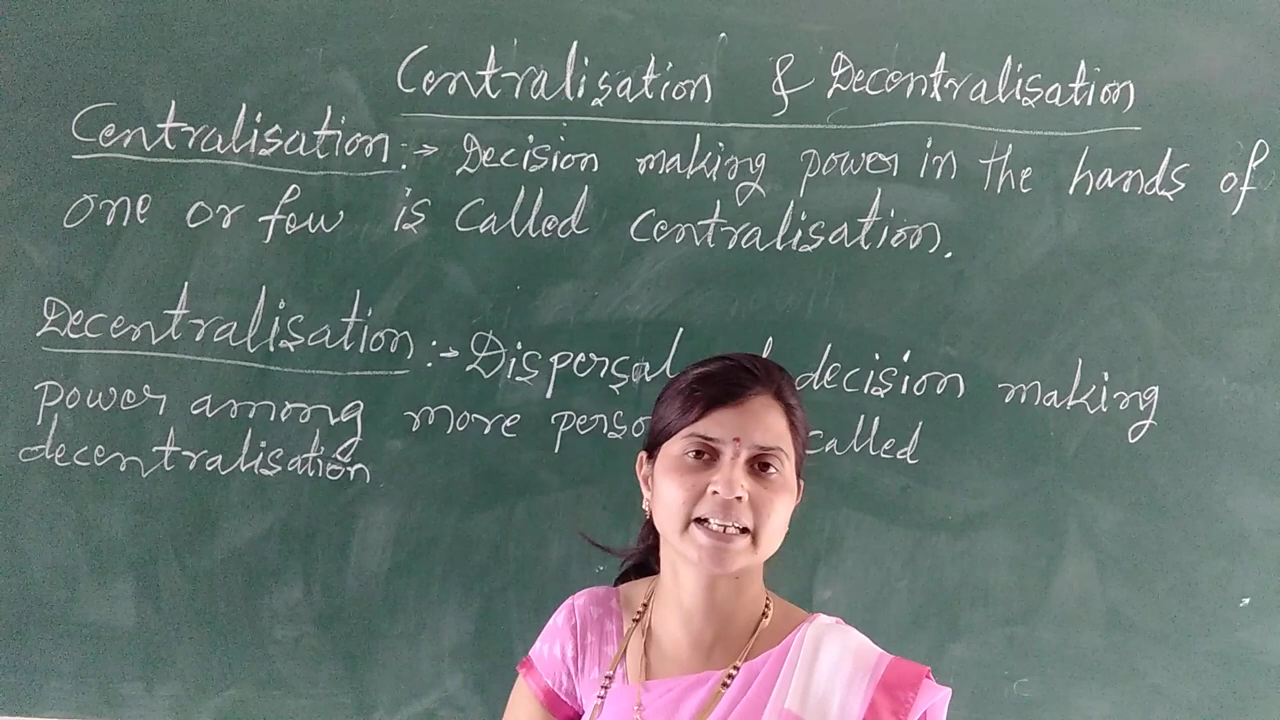 Centralisation & Decentralisation
Centralisation :-> Decision making power in the hands of
one or few is called centralisation.
Decentralisation :-> Dispersal decision making
power among more called
decentralisation